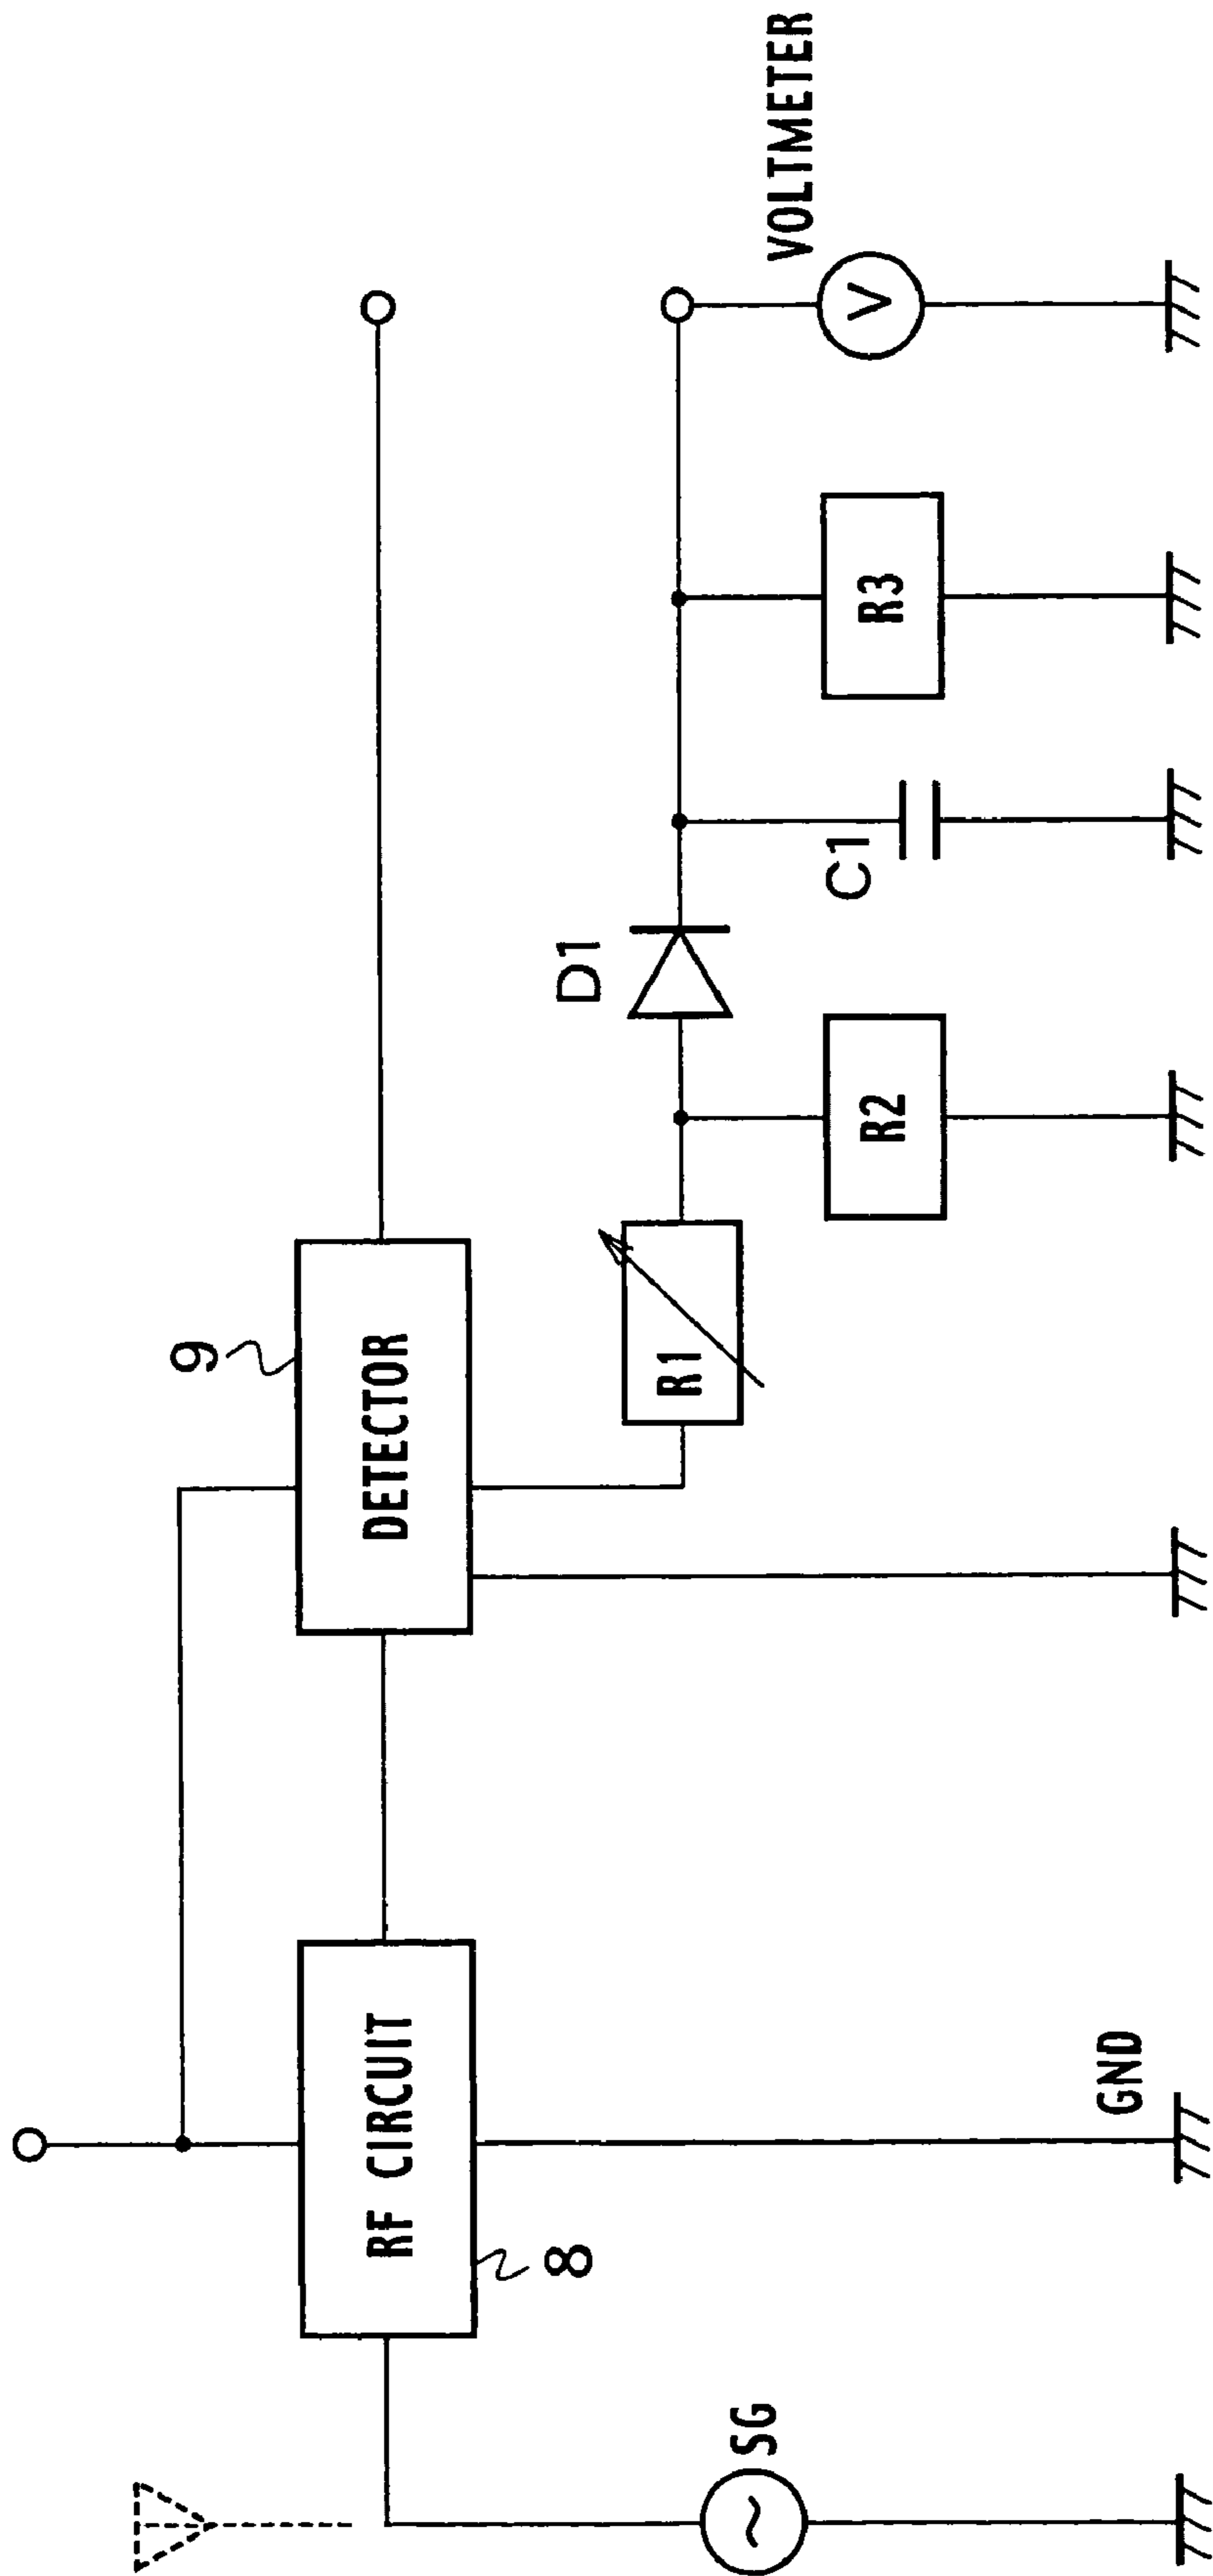 SG
8
RF CIRCUIT
GND
9
DETECTOR
R1
R2
D1
C1
R3
V
VOLTMETER